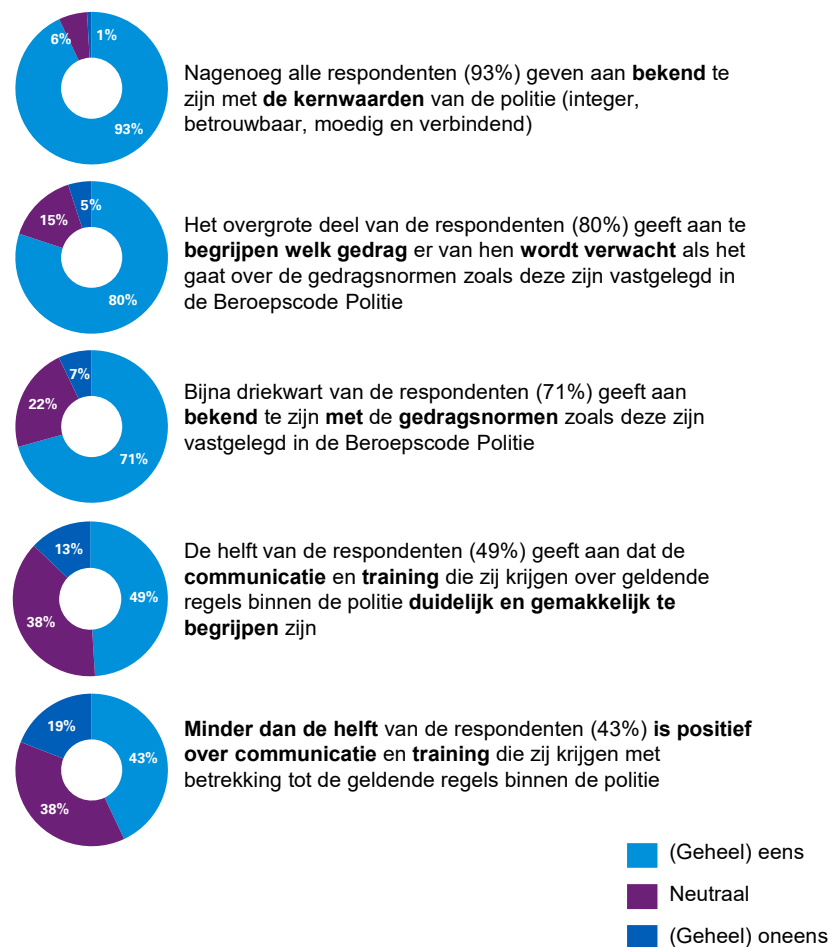 6%
1%
93%
Nagenoeg alle respondenten (93%) geven aan bekend te
zijn met de kernwaarden van de politie (integer,
betrouwbaar, moedig en verbindend)
5%
15%
80%
Het overgrote deel van de respondenten (80%) geeft aan te
begrijpen welk gedrag er van hen wordt verwacht als het
gaat over de gedragsnormen zoals deze zijn vastgelegd in
de Beroepscode Politie
7%
22%
71%
Bijna driekwart van de respondenten (71%) geeft aan
bekend te zijn met de gedragsnormen zoals deze zijn
vastgelegd in de Beroepscode Politie
13%
49%
38%
De helft van de respondenten (49%) geeft aan dat de
communicatie en training die zij krijgen over geldende
regels binnen de politie duidelijk en gemakkelijk te
begrijpen zijn
19%
43%
38%
Minder dan de helft van de respondenten (43%) is positief
over communicatie en training die zij krijgen met
betrekking tot de geldende regels binnen de politie
(Geheel) eens
Neutraal
(Geheel) oneens